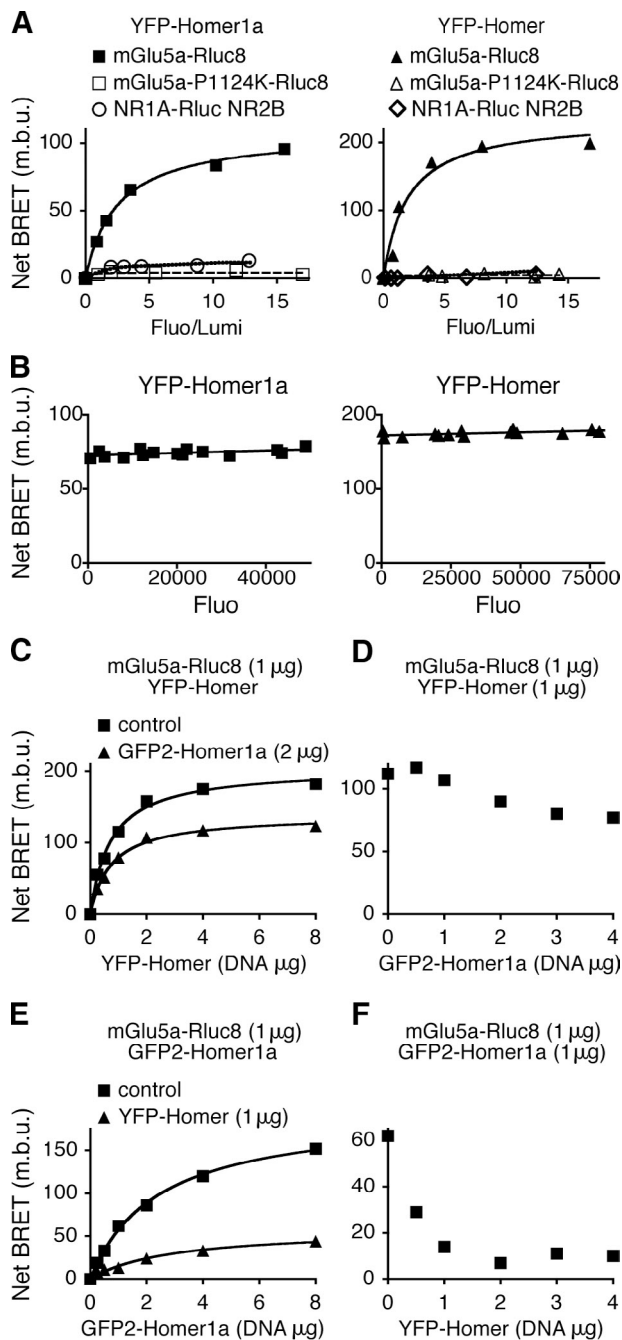 A
YFP-Homer1a
■ mGlu5a-Rluc8
□ mGlu5a-P1124K-Rluc8
○ NR1A-Rluc NR2B
Net BRET (m.b.u.)
100
50
0
0 5 10 15
Fluo/Lumi
YFP-Homer
▲ mGlu5a-Rluc8
△ mGlu5a-P1124K-Rluc8
◇ NR1A-Rluc NR2B
200
100
0
0 5 10 15
Fluo/Lumi
B
YFP-Homer1a
Net BRET (m.b.u.)
100
50
0
0 20000 40000
Fluo
YFP-Homer
200
100
0
0 25000 50000 75000
Fluo
C
mGlu5a-Rluc8 (1 µg)
YFP-Homer
■ control
▲ GFP2-Homer1a (2 µg)
Net BRET (m.b.u.)
200
100
0
0 2 4 6 8
YFP-Homer (DNA µg)
D
mGlu5a-Rluc8 (1 µg)
YFP-Homer (1 µg)
100
50
0
0 1 2 3 4
GFP2-Homer1a (DNA µg)
E
mGlu5a-Rluc8 (1 µg)
GFP2-Homer1a
■ control
▲ YFP-Homer (1 µg)
Net BRET (m.b.u.)
150
100
50
0
0 2 4 6 8
GFP2-Homer1a (DNA µg)
F
mGlu5a-Rluc8 (1 µg)
GFP2-Homer1a (1 µg)
60
40
20
0
0 1 2 3 4
YFP-Homer (DNA µg)